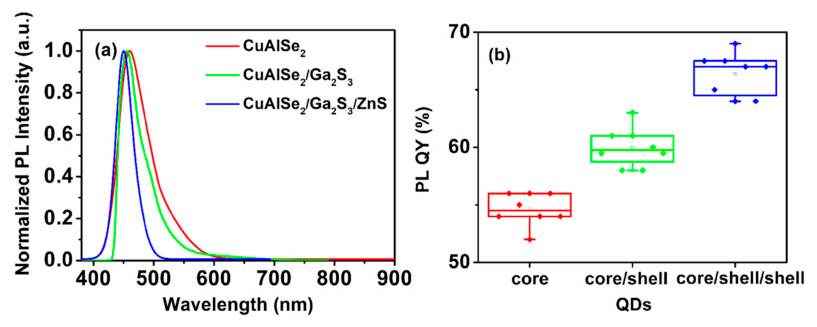 (a)
CuAlSe2
CuAlSe2/Ga2S3
CuAlSe2/Ga2S3/ZnS
Normalized PL Intensity (a.u.)
1.0
0.8
0.6
0.4
0.2
0.0
400 500 600 700 800 900
Wavelength (nm)
(b)
PL QY (%)
70
60
50
core core/shell core/shell/shell
QDs